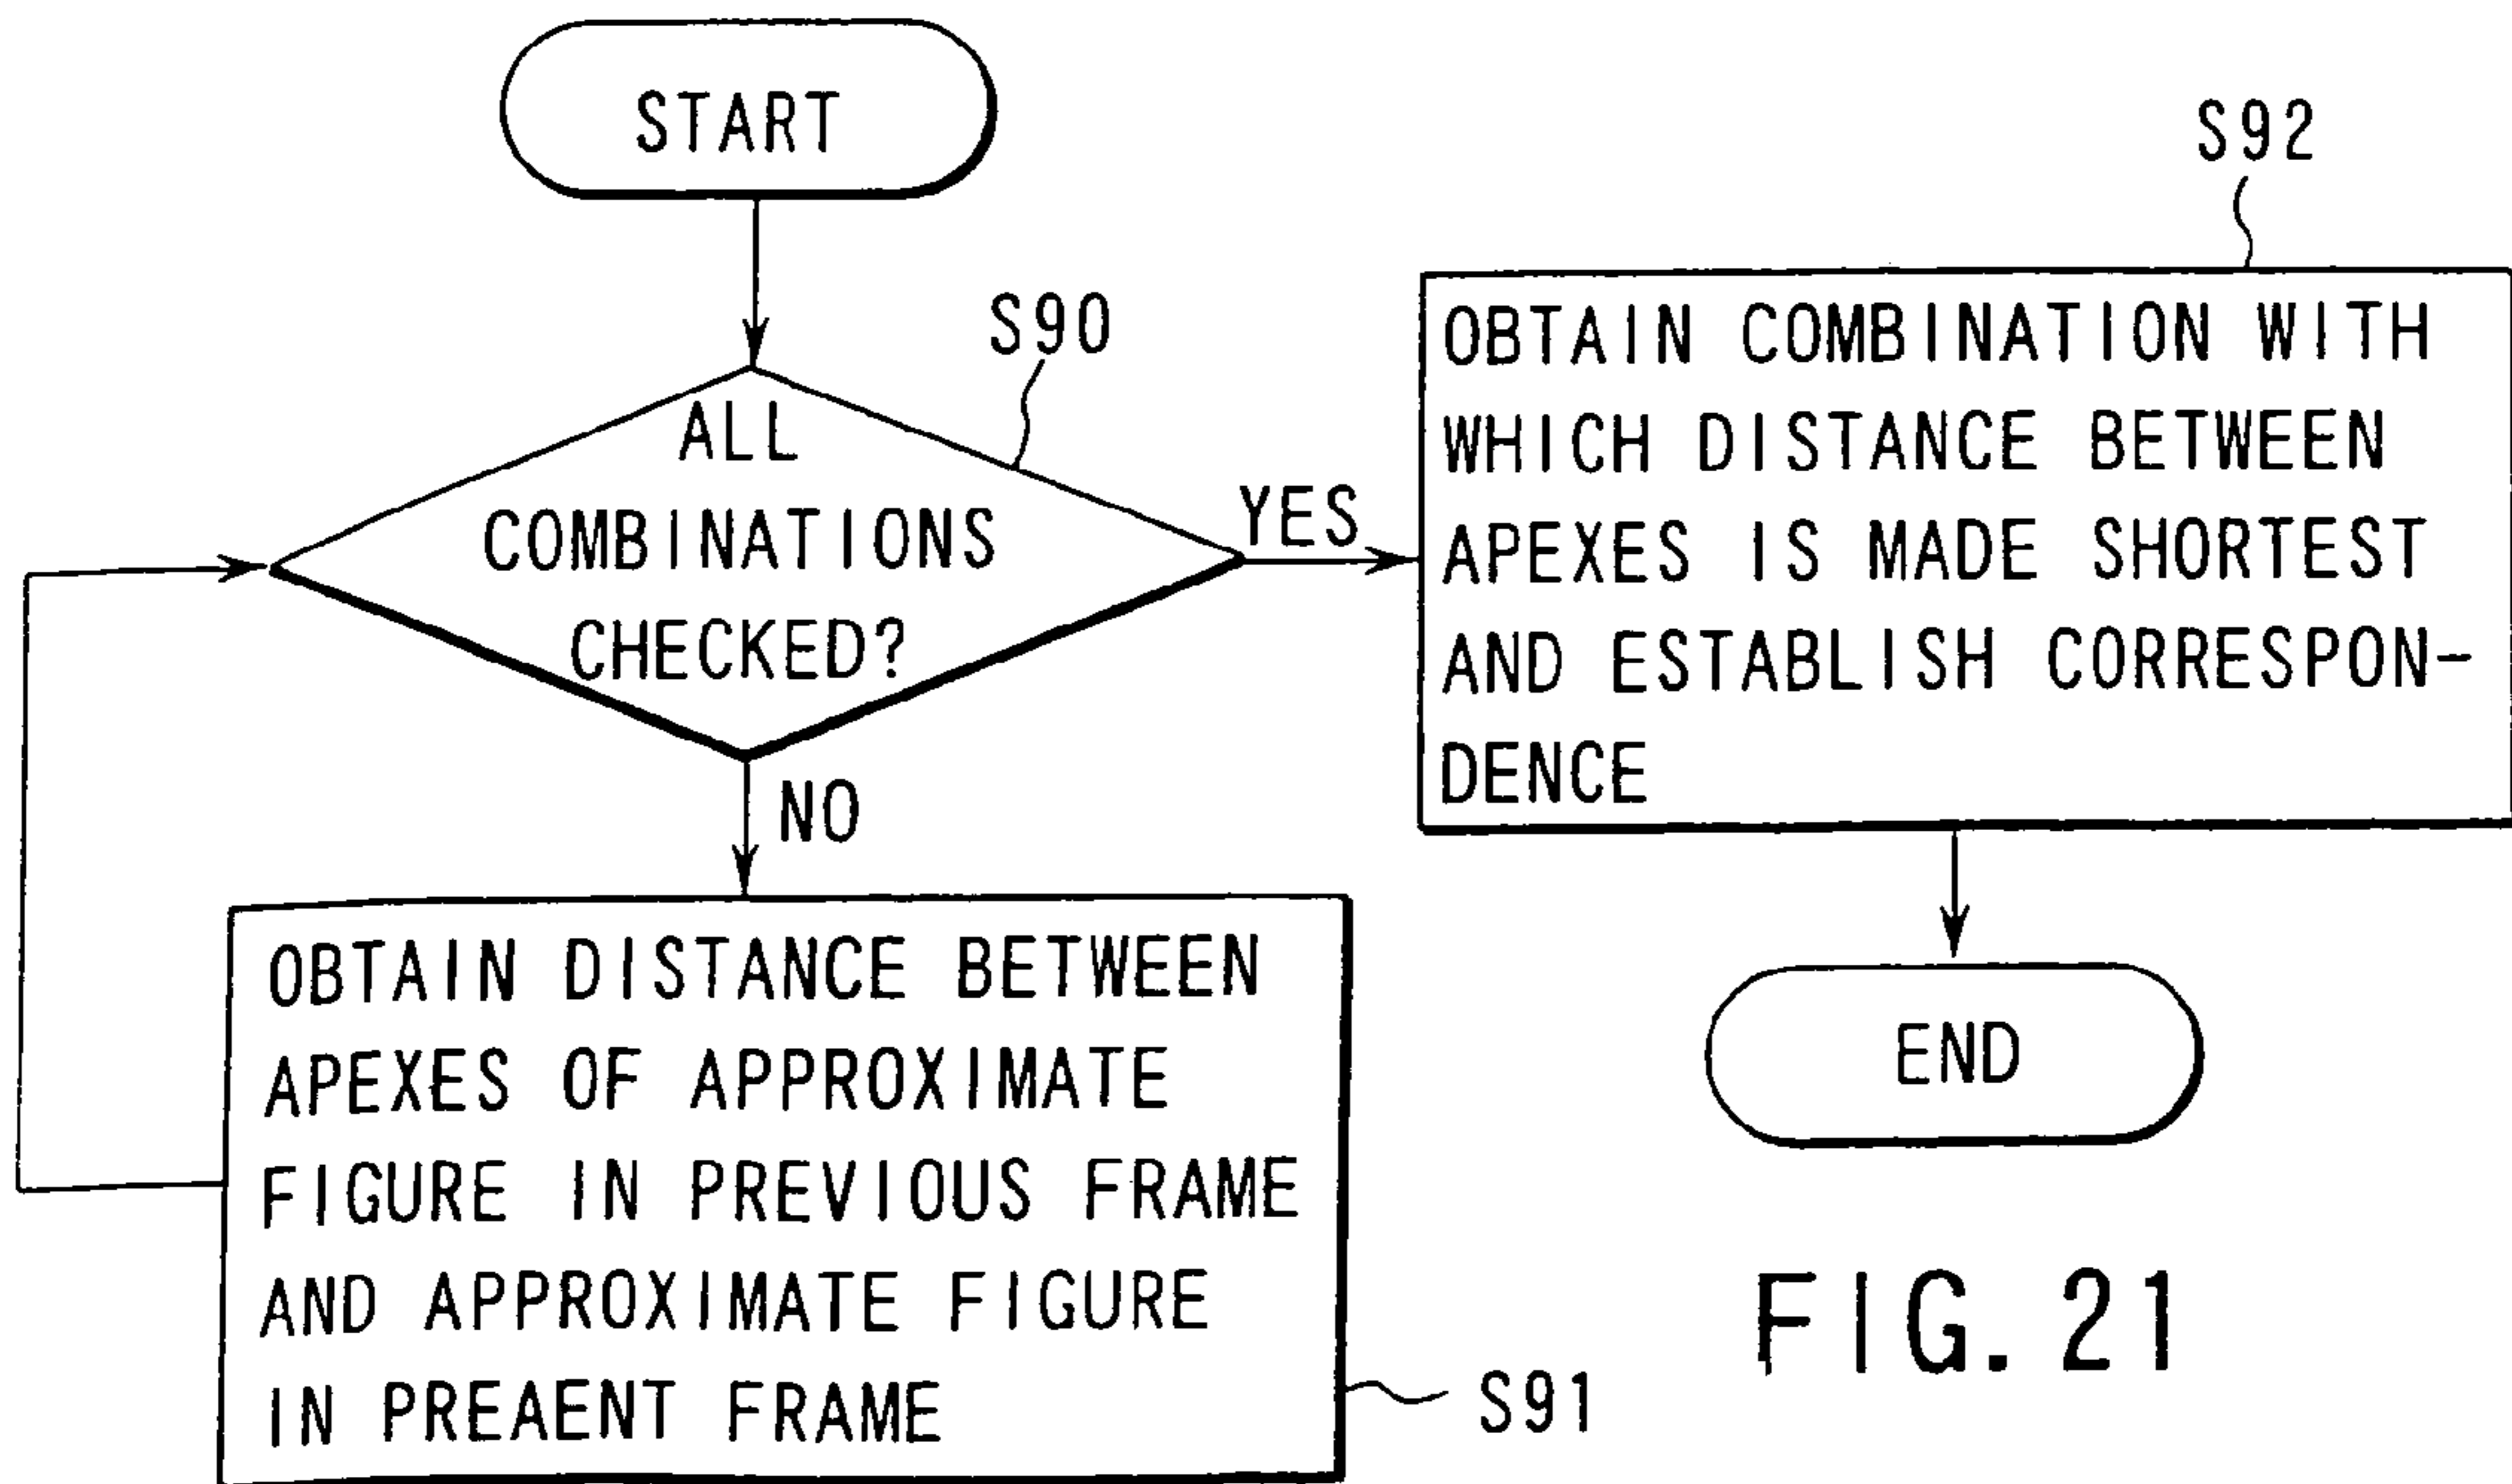 START
S90
ALL
COMBINATIONS
CHECKED?
YES
NO
S92
OBTAIN COMBINATION WITH
WHICH DISTANCE BETWEEN
APEXES IS MADE SHORTEST
AND ESTABLISH CORRESPON-
DENCE
OBTAIN DISTANCE BETWEEN
APEXES OF APPROXIMATE
FIGURE IN PREVIOUS FRAME
AND APPROXIMATE FIGURE
IN PREAENT FRAME
S91
END
FIG. 21